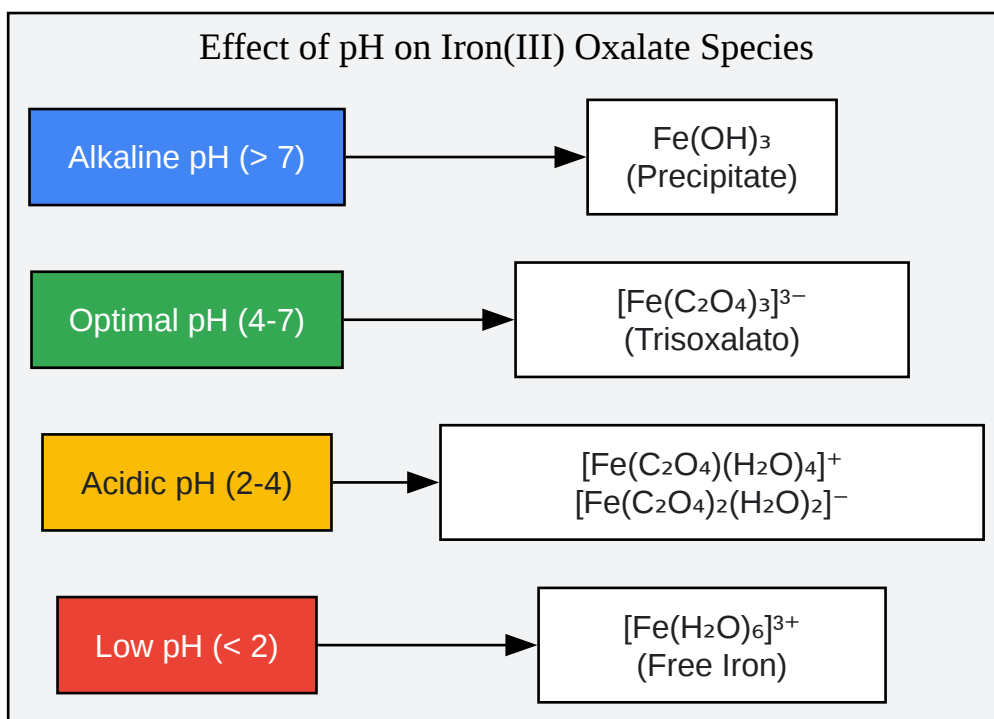 Effect of pH on Iron(III) Oxalate Species
Alkaline pH (> 7)
Fe(OH)₃
(Precipitate)
Optimal pH (4-7)
[Fe(C₂O₄)₃]³⁻
(Trisoxalato)
Acidic pH (2-4)
[Fe(C₂O₄)(H₂O)₄]⁺
[Fe(C₂O₄)₂(H₂O)₂]⁻
Low pH (< 2)
[Fe(H₂O)₆]³⁺
(Free Iron)